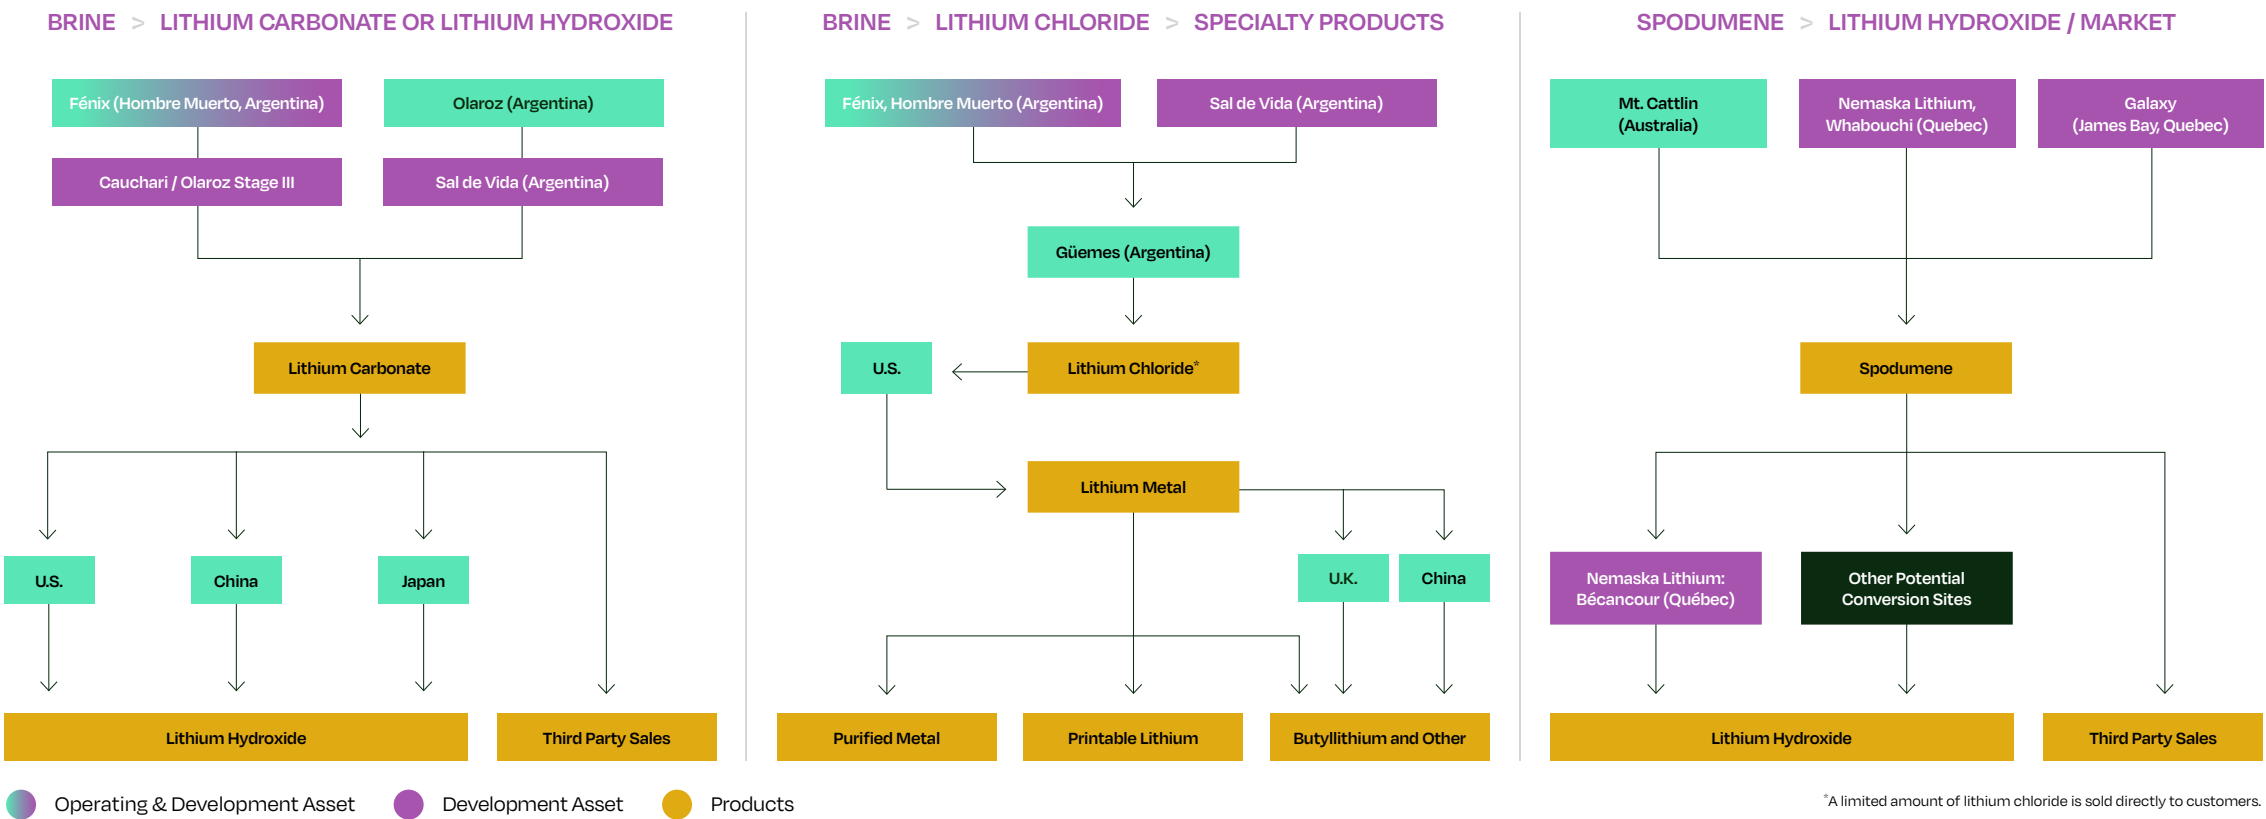 BRINE > LITHIUM CARBONATE OR LITHIUM HYDROXIDE
Fénix (Hombre Muerto, Argentina)
Olaroz (Argentina)
Cauchari / Olaroz Stage III
Sal de Vida (Argentina)
Lithium Carbonate
U.S.
China
Japan
Lithium Hydroxide
Third Party Sales
BRINE > LITHIUM CHLORIDE > SPECIALTY PRODUCTS
Fénix, Hombre Muerto (Argentina)
Sal de Vida (Argentina)
Güemes (Argentina)
U.S.
Lithium Chloride*
Lithium Metal
U.K.
China
Purified Metal
Printable Lithium
Butyllithium and Other
SPODUMENE > LITHIUM HYDROXIDE / MARKET
Mt. Cattlin
(Australia)
Nemaska Lithium,
Whabouchi (Quebec)
Galaxy
(James Bay, Quebec)
Spodumene
Nemaska Lithium:
Bécancour (Québec)
Other Potential
Conversion Sites
Lithium Hydroxide
Third Party Sales
Operating & Development Asset
Development Asset
Products
*A limited amount of lithium chloride is sold directly to customers.